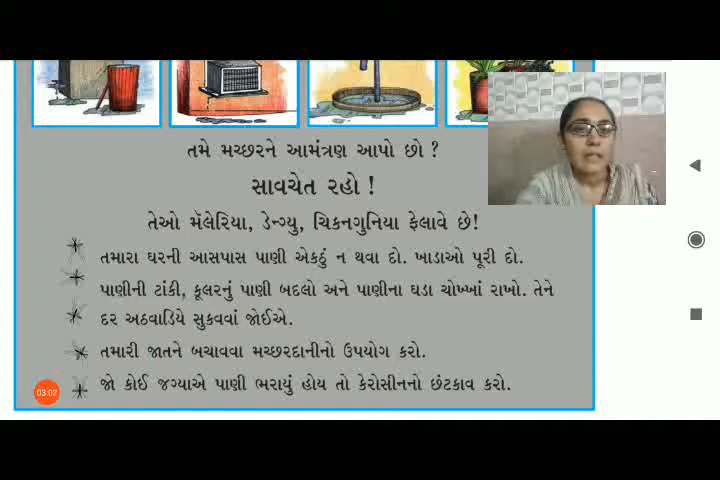 તમે મચ્છરને આમંત્રણ આપો છો ?
સાવચેત રહો !
તેઓ મૅલેરિયા, ડેન્ગ્યુ, ચિકનગુનિયા ફેલાવે છે!
તમારા ઘરની આસપાસ પાણી એકઠું ન થવા દો. ખાડાઓ પૂરી દો.
પાણીની ટાંકી, કૂલરનું પાણી બદલો અને પાણીના ઘડા ચોખ્ખાં રાખો. તેને
દર અઠવાડિયે સુકવવાં જોઈએ.
તમારી જાતને બચાવવા મચ્છરદાનીનો ઉપયોગ કરો.
જો કોઈ જગ્યાએ પાણી ભરાયું હોય તો કેરોસીનનો છંટકાવ કરો.
03:02